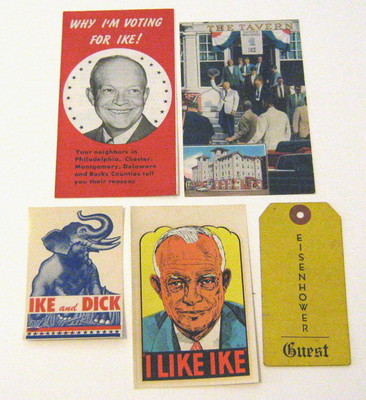 WHY I'M VOTING
FOR IKE!
Your neighbors in
Philadelphia, Chester,
Montgomery, Delaware
and Bucks Counties tell
you their reasons
THE TAVERN
IKE and DICK
I LIKE IKE
EISENHOWER
Guest